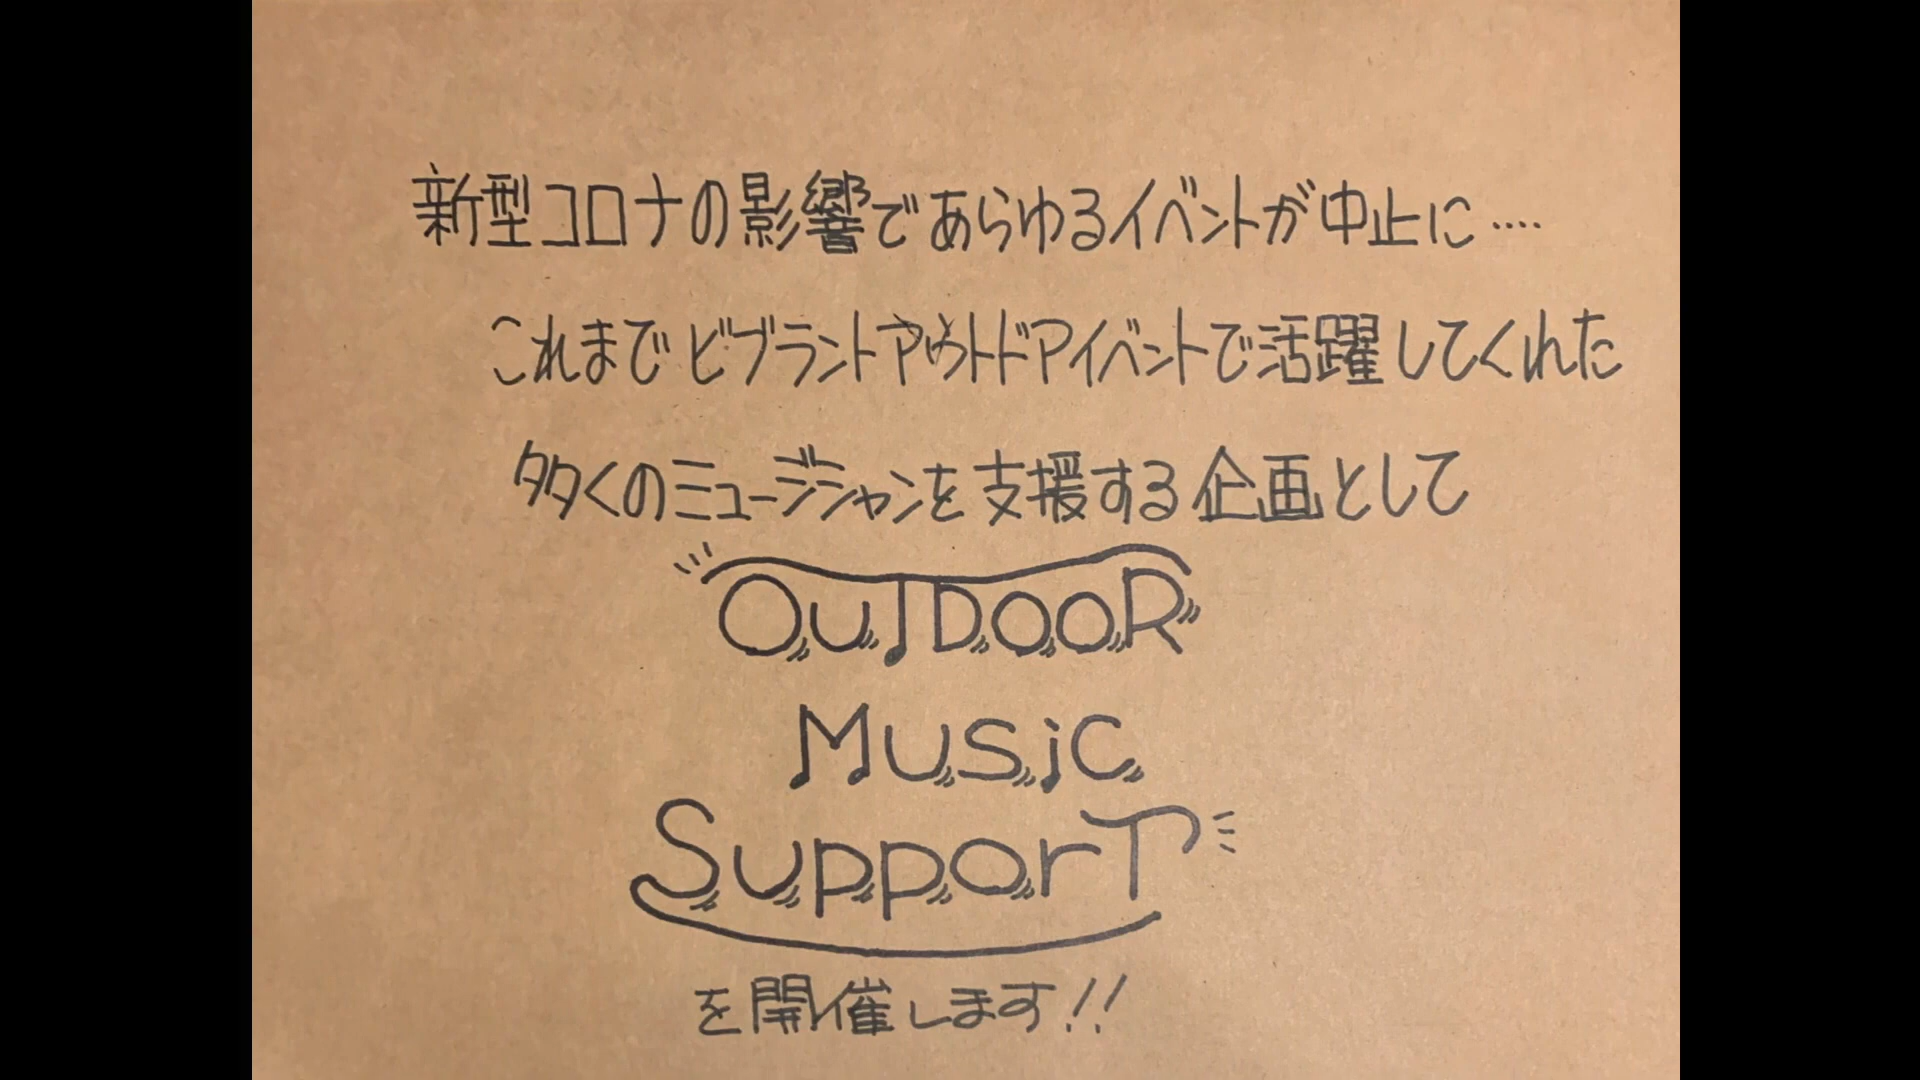 新型コロナの影響であらゆるイベントが中止に‥‥
これまでビブラントアウトドアイベントで活躍してくれた
多くのミュージシャンを支援する企画として
OUTDOOR
MUSiC
SupporT
を開催します!!